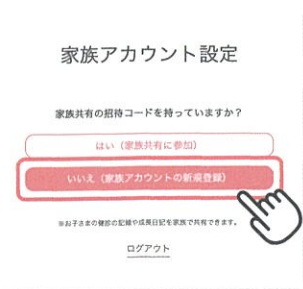 家族アカウント設定
家族共有の招待コードを持っていますか？
はい（家族共有に参加）
いいえ（家族アカウントの新規登録）
※お子さまの健診の記録や成長日記を家族で共有できます。
ログアウト